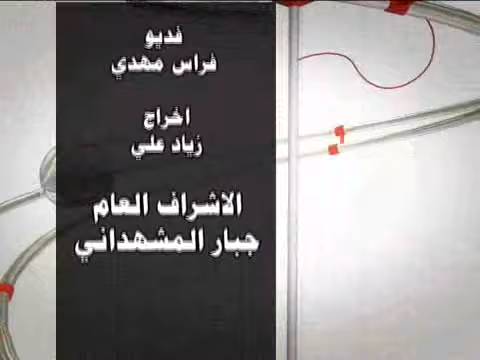 فديو
فراس مهدي
اخراج
زياد علي
الاشراف العام
جبار المشهداني